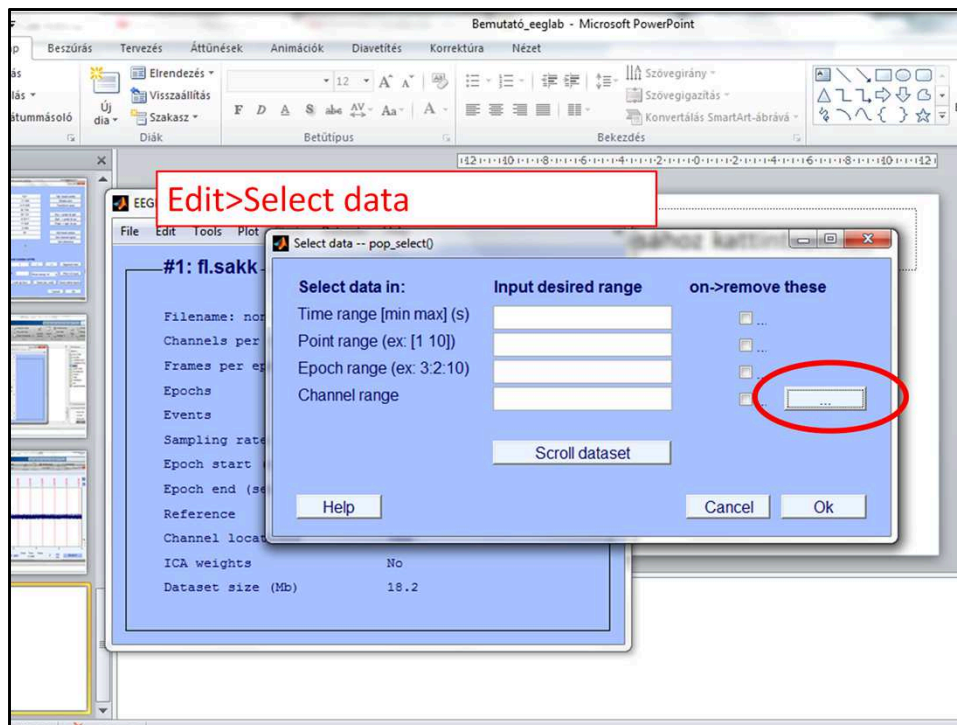 Bemutató_eeglab - Microsoft PowerPoint
Beszúrás Tervezés Áttűnések Animációk Diavetítés Korrektúra Nézet
Elrendezés
Visszaállítás
Szakasz
Új
dia
12
F D A S abc AV Aa A
Szövegirány
Szövegigazítás
Konvertálás SmartArt-ábrává
Diák Betűtípus Bekezdés
Edit>Select data
File Edit Tools Plot
Select data -- pop_select()
#1: fl.sakk
Select data in: Input desired range on->remove these
Time range [min max] (s) ...
Point range (ex: [1 10]) ...
Epoch range (ex: 3:2:10) ...
Channel range ...
Scroll dataset
Help Cancel Ok
Filename:
Channels per
Frames per
Epochs
Events
Sampling rate
Epoch start
Epoch end
Reference
Channel
ICA weights No
Dataset size (Mb) 18.2